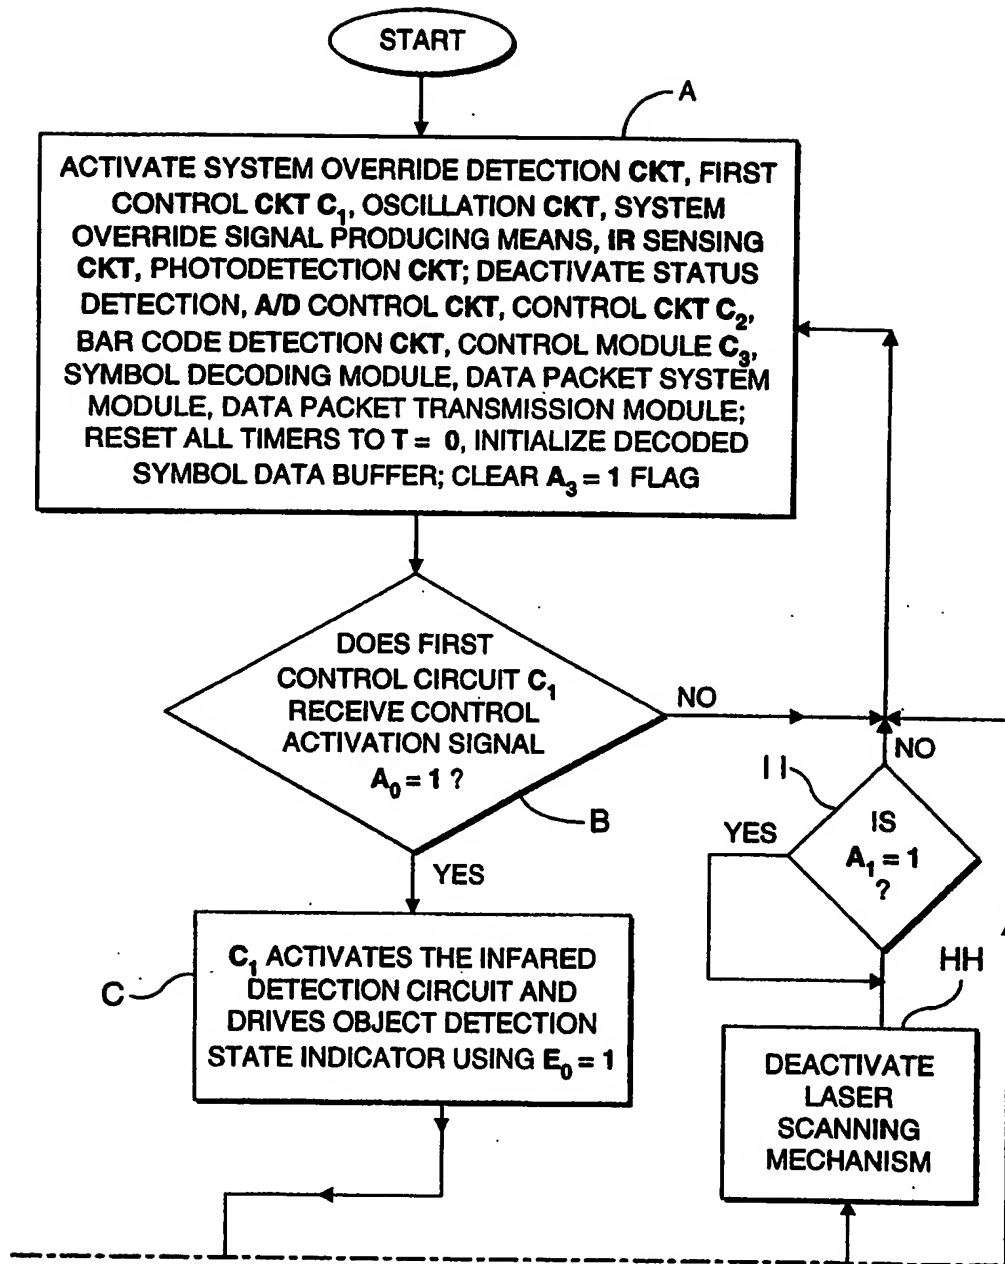 START
A
ACTIVATE SYSTEM OVERRIDE DETECTION CKT, FIRST
CONTROL CKT C₁, OSCILLATION CKT, SYSTEM
OVERRIDE SIGNAL PRODUCING MEANS, IR SENSING
CKT, PHOTODETECTION CKT; DEACTIVATE STATUS
DETECTION, A/D CONTROL CKT, CONTROL CKT C₂,
BAR CODE DETECTION CKT, CONTROL MODULE C₃,
SYMBOL DECODING MODULE, DATA PACKET SYSTEM
MODULE, DATA PACKET TRANSMISSION MODULE;
RESET ALL TIMERS TO T = 0, INITIALIZE DECODED
SYMBOL DATA BUFFER; CLEAR A₃ = 1 FLAG
DOES FIRST
CONTROL CIRCUIT C₁
RECEIVE CONTROL
ACTIVATION SIGNAL
A₀ = 1 ?
NO
B
YES
C
C₁ ACTIVATES THE INFARED
DETECTION CIRCUIT AND
DRIVES OBJECT DETECTION
STATE INDICATOR USING E₀ = 1
NO
II
YES
IS
A₁ = 1
?
HH
DEACTIVATE
LASER
SCANNING
MECHANISM